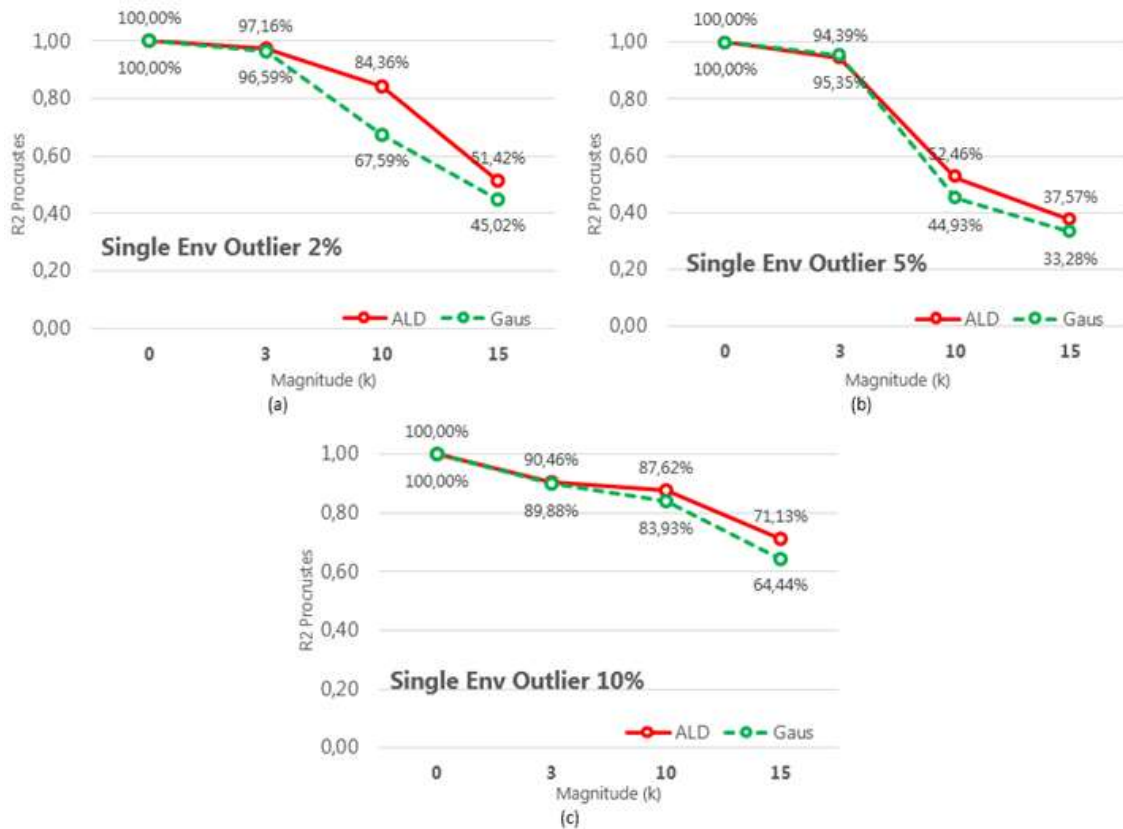 100,00%
97,16%
1,00
84,36%
100,00%
96,59%
0,80
R2 Procrustes
0,60
67,59%
51,42%
0,40
45,02%
Single Env Outlier 2%
0,20
ALD Gaus
0,00
0 3 10 15
Magnitude (k)
(a)
100,00%
94,39%
1,00
100,00%
95,35%
0,80
R2 Procrustes
0,60
52,46%
0,40
37,57%
44,93%
33,28%
Single Env Outlier 5%
0,20
ALD Gaus
0,00
0 3 10 15
Magnitude (k)
(b)
100,00%
1,00
90,46%
87,62%
100,00%
89,88%
0,80
83,93%
71,13%
R2 Procrustes
0,60
64,44%
0,40
Single Env Outlier 10%
0,20
ALD Gaus
0,00
0 3 10 15
Magnitude (k)
(c)